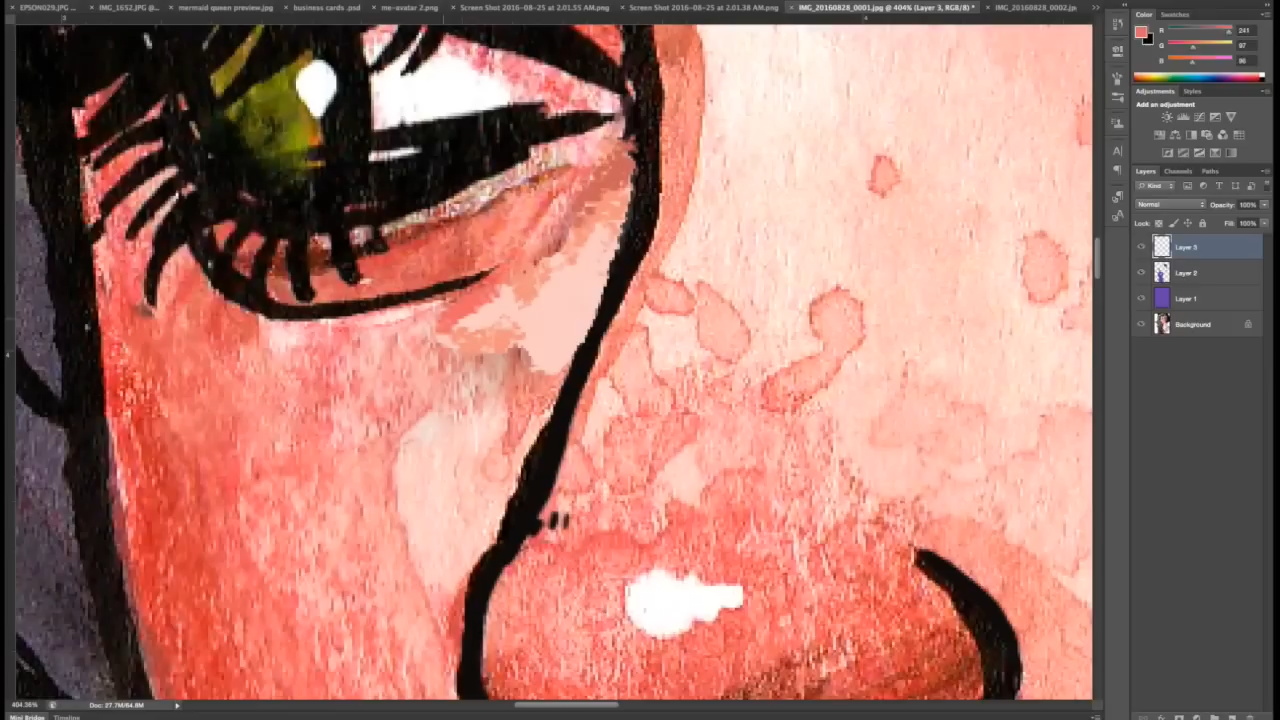 EPSON029.JPG ... × IMG_1652.JPG @... × mermaid queen preview.jpg × business cards .psd × me-avatar 2.png × Screen Shot 2016-08-25 at 2.01.55 AM.png × Screen Shot 2016-08-25 at 2.01.38 AM.png × IMG_20160828_0001.jpg @ 404% (Layer 3, RGB/8) * × IMG_20160828_0002.jp
Color Swatches
R 241
G 97
B 96
Adjustments Styles
Add an adjustment
Layers Channels Paths
Kind
Normal Opacity: 100%
Lock: Fill: 100%
Layer 3
Layer 2
Layer 1
Background
404.36% Doc: 27.7M/64.8M
Mini Bridge Timeline